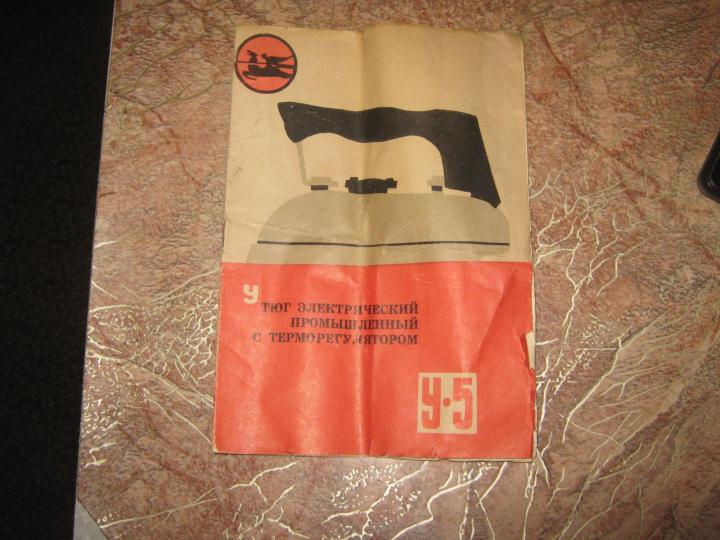 УТЮГ ЭЛЕКТРИЧЕСКИЙ
ПРОМЫШЛЕННЫЙ
С ТЕРМОРЕГУЛЯТОРОМ
У·5